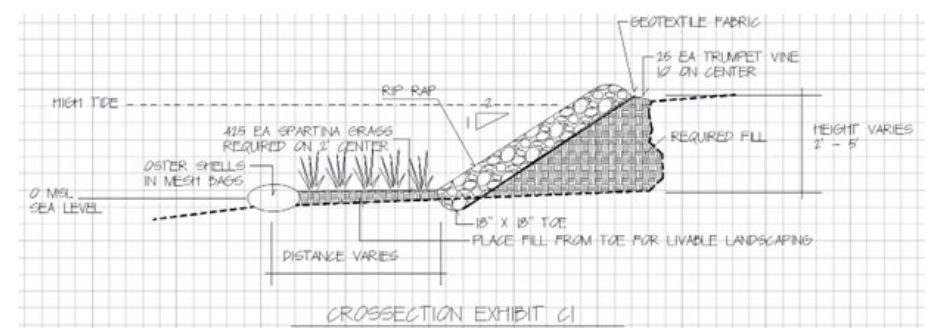 GEOTEXTILE FABRIC
25 EA TRUMPET VINE
10' ON CENTER
RIP RAP
HIGH TIDE
2
1
425 EA SPARTINA GRASS
REQUIRED ON 2' CENTER
REQUIRED FILL
HEIGHT VARIES
2' - 5'
OSTER SHELLS
IN MESH BAGS
0 MSL
SEA LEVEL
18" X 18" TOE
PLACE FILL FROM TOE FOR LIVABLE LANDSCAPING
DISTANCE VARIES
CROSSECTION EXHIBIT C1